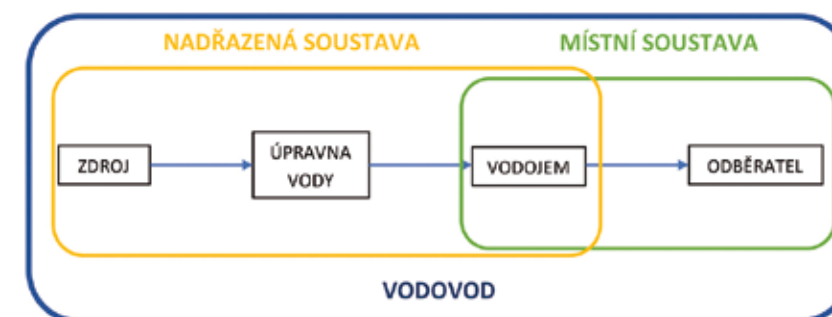 NADŘAZENÁ SOUSTAVA
MÍSTNÍ SOUSTAVA
ZDROJ
ÚPRAVNA
VODY
VODOJEM
ODBĚRATEL
VODOVOD